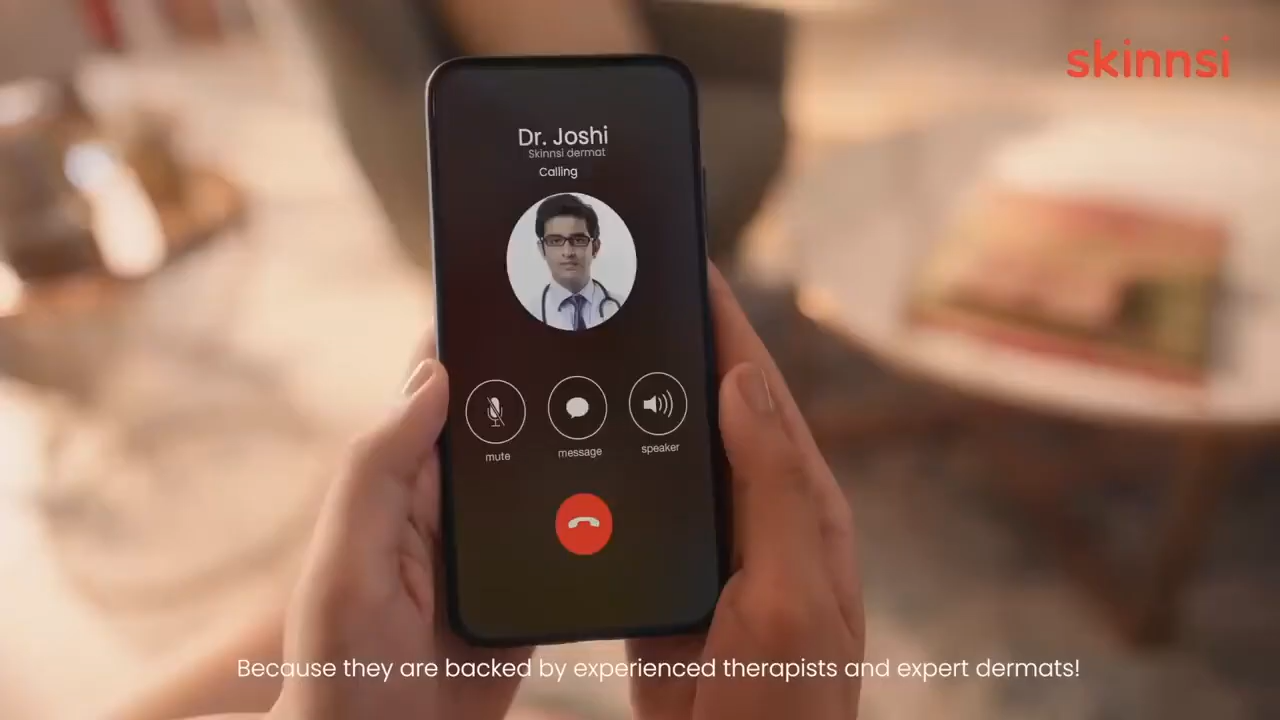 skinnsi
Dr. Joshi
Skinnsi dermat
Calling
mute
message
speaker
Because they are backed by experienced therapists and expert dermats!